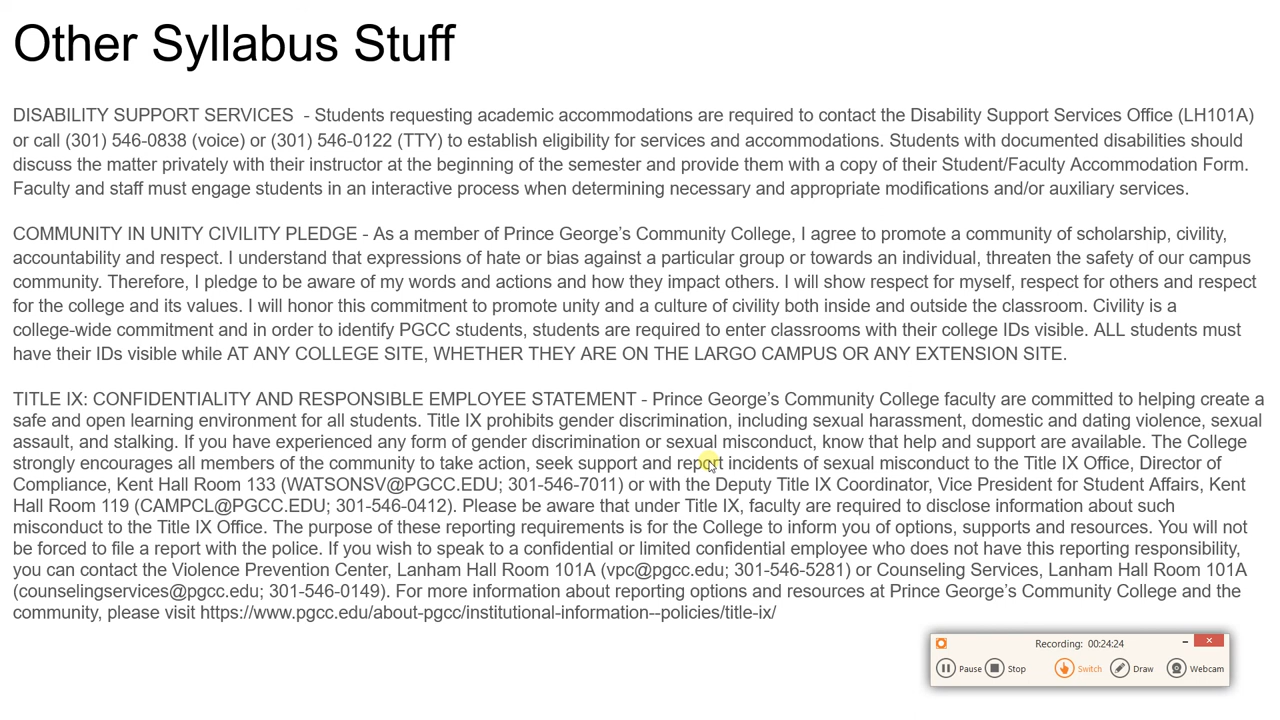 Other Syllabus Stuff
DISABILITY SUPPORT SERVICES  - Students requesting academic accommodations are required to contact the Disability Support Services Office (LH101A)
or call (301) 546-0838 (voice) or (301) 546-0122 (TTY) to establish eligibility for services and accommodations. Students with documented disabilities should
discuss the matter privately with their instructor at the beginning of the semester and provide them with a copy of their Student/Faculty Accommodation Form.
Faculty and staff must engage students in an interactive process when determining necessary and appropriate modifications and/or auxiliary services.
COMMUNITY IN UNITY CIVILITY PLEDGE - As a member of Prince George’s Community College, I agree to promote a community of scholarship, civility,
accountability and respect. I understand that expressions of hate or bias against a particular group or towards an individual, threaten the safety of our campus
community. Therefore, I pledge to be aware of my words and actions and how they impact others. I will show respect for myself, respect for others and respect
for the college and its values. I will honor this commitment to promote unity and a culture of civility both inside and outside the classroom. Civility is a
college-wide commitment and in order to identify PGCC students, students are required to enter classrooms with their college IDs visible. ALL students must
have their IDs visible while AT ANY COLLEGE SITE, WHETHER THEY ARE ON THE LARGO CAMPUS OR ANY EXTENSION SITE.
TITLE IX: CONFIDENTIALITY AND RESPONSIBLE EMPLOYEE STATEMENT - Prince George’s Community College faculty are committed to helping create a
safe and open learning environment for all students. Title IX prohibits gender discrimination, including sexual harassment, domestic and dating violence, sexual
assault, and stalking. If you have experienced any form of gender discrimination or sexual misconduct, know that help and support are available. The College
strongly encourages all members of the community to take action, seek support and report incidents of sexual misconduct to the Title IX Office, Director of
Compliance, Kent Hall Room 133 (WATSONSV@PGCC.EDU; 301-546-7011) or with the Deputy Title IX Coordinator, Vice President for Student Affairs, Kent
Hall Room 119 (CAMPCL@PGCC.EDU; 301-546-0412). Please be aware that under Title IX, faculty are required to disclose information about such
misconduct to the Title IX Office. The purpose of these reporting requirements is for the College to inform you of options, supports and resources. You will not
be forced to file a report with the police. If you wish to speak to a confidential or limited confidential employee who does not have this reporting responsibility,
you can contact the Violence Prevention Center, Lanham Hall Room 101A (vpc@pgcc.edu; 301-546-5281) or Counseling Services, Lanham Hall Room 101A
(counselingservices@pgcc.edu; 301-546-0149). For more information about reporting options and resources at Prince George’s Community College and the
community, please visit https://www.pgcc.edu/about-pgcc/institutional-information--policies/title-ix/
Recording: 00:24:24
Pause Stop Switch Draw Webcam